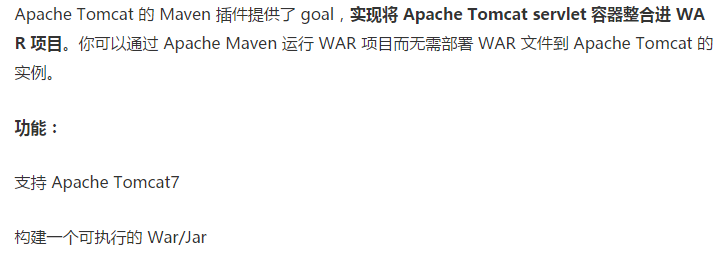 Apache Tomcat 的 Maven 插件提供了 goal，实现将 Apache Tomcat servlet 容器整合进 WA
R 项目。你可以通过 Apache Maven 运行 WAR 项目而无需部署 WAR 文件到 Apache Tomcat 的
实例。
功能：
支持 Apache Tomcat7
构建一个可执行的 War/Jar